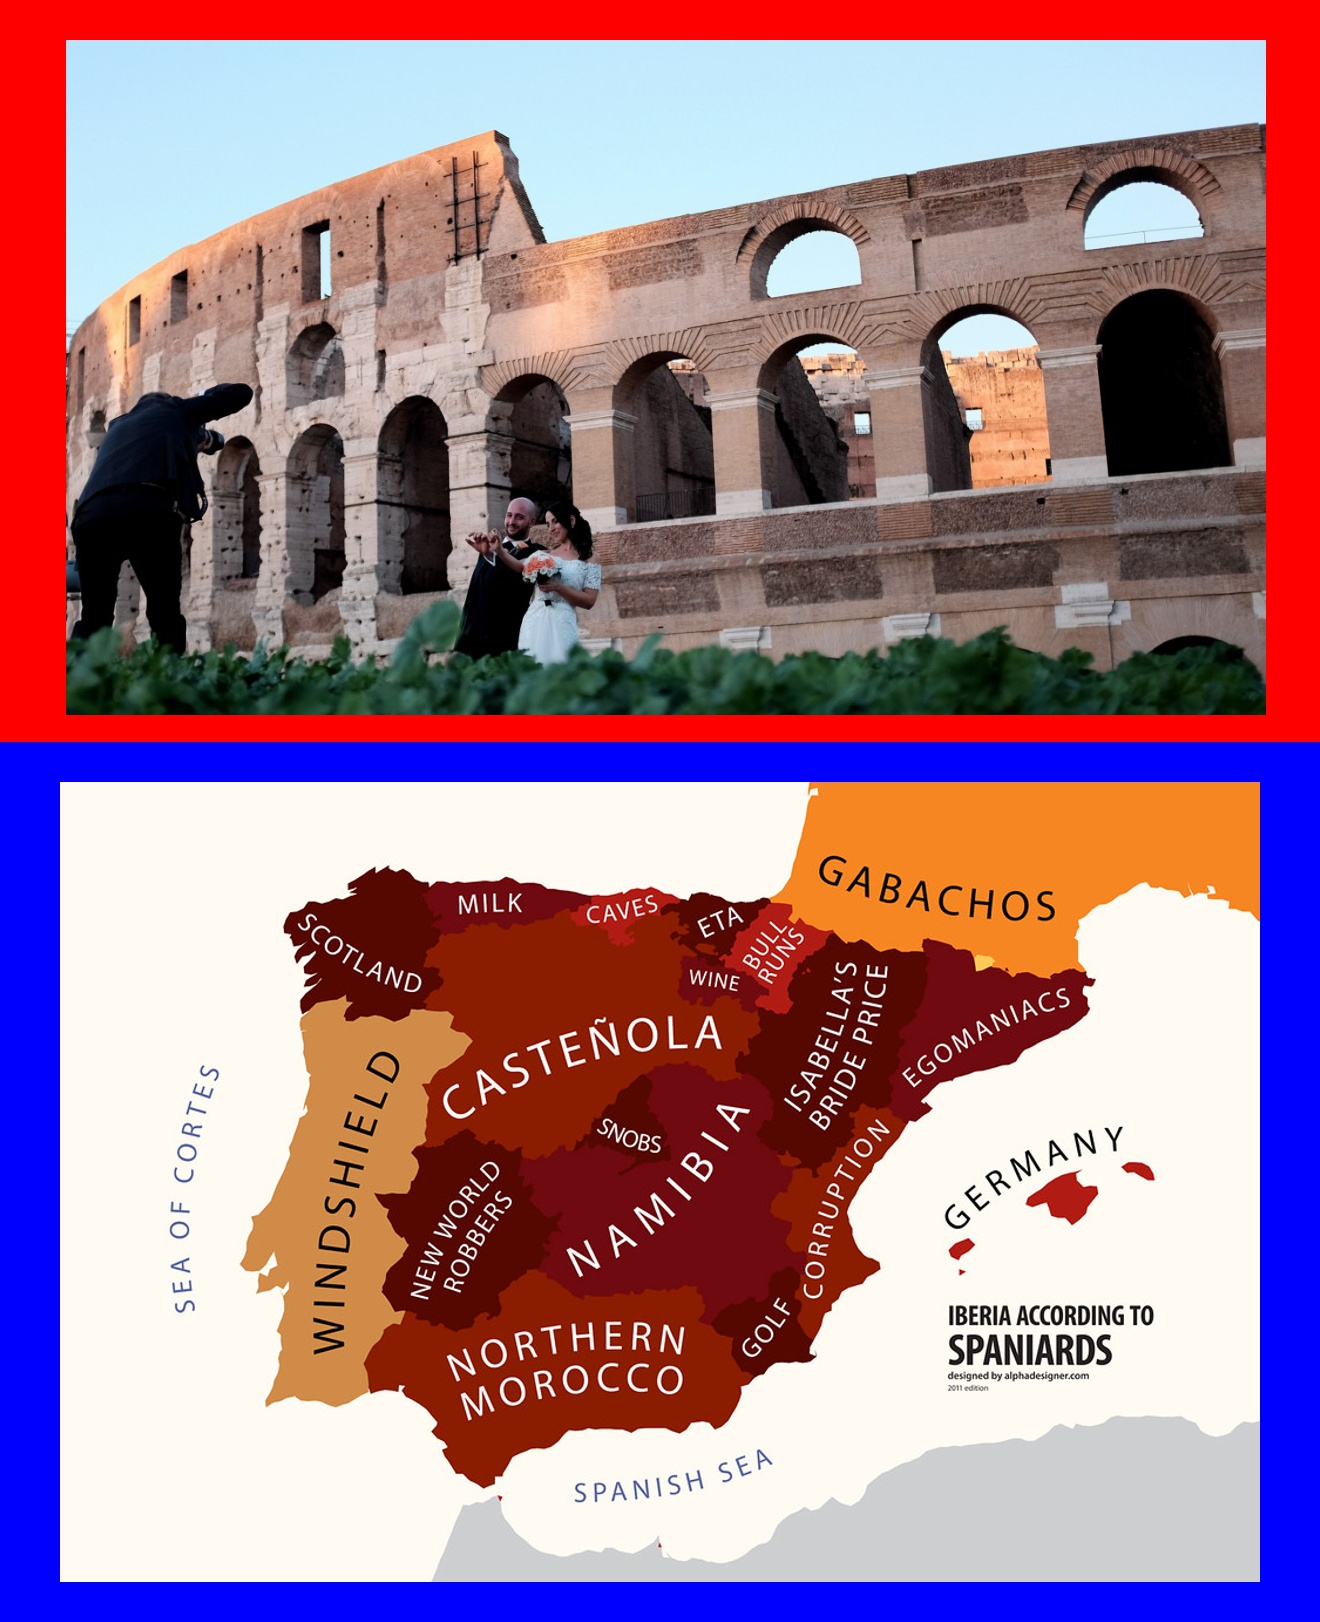 GABACHOS
MILK
CAVES
ETA
BULL
RUNS
SCOTLAND
WINE
ISABELLA'S
BRIDE PRICE
EGOMANIACS
CASTEÑOLA
SEA OF CORTES
WINDSHIELD
SNOBS
NAMIBIA
CORRUPTION
GERMANY
NEW WORLD
ROBBERS
GOLF
NORTHERN
MOROCCO
IBERIA ACCORDING TO
SPANIARDS
designed by alphadesigner.com
2011 edition
SPANISH SEA